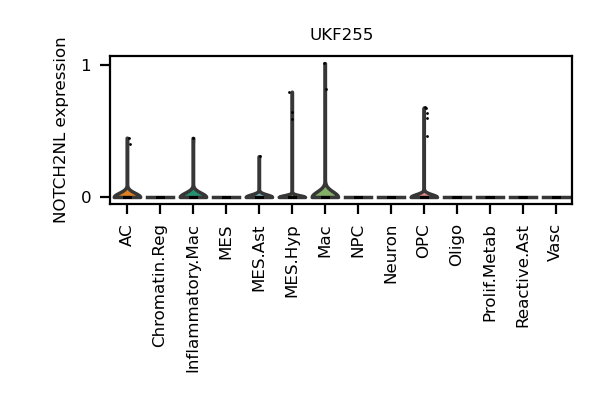 UKF255
NOTCH2NL expression
1
0
AC
Chromatin.Reg
Inflammatory.Mac
MES
MES.Ast
MES.Hyp
Mac
NPC
Neuron
OPC
Oligo
Prolif.Metab
Reactive.Ast
Vasc